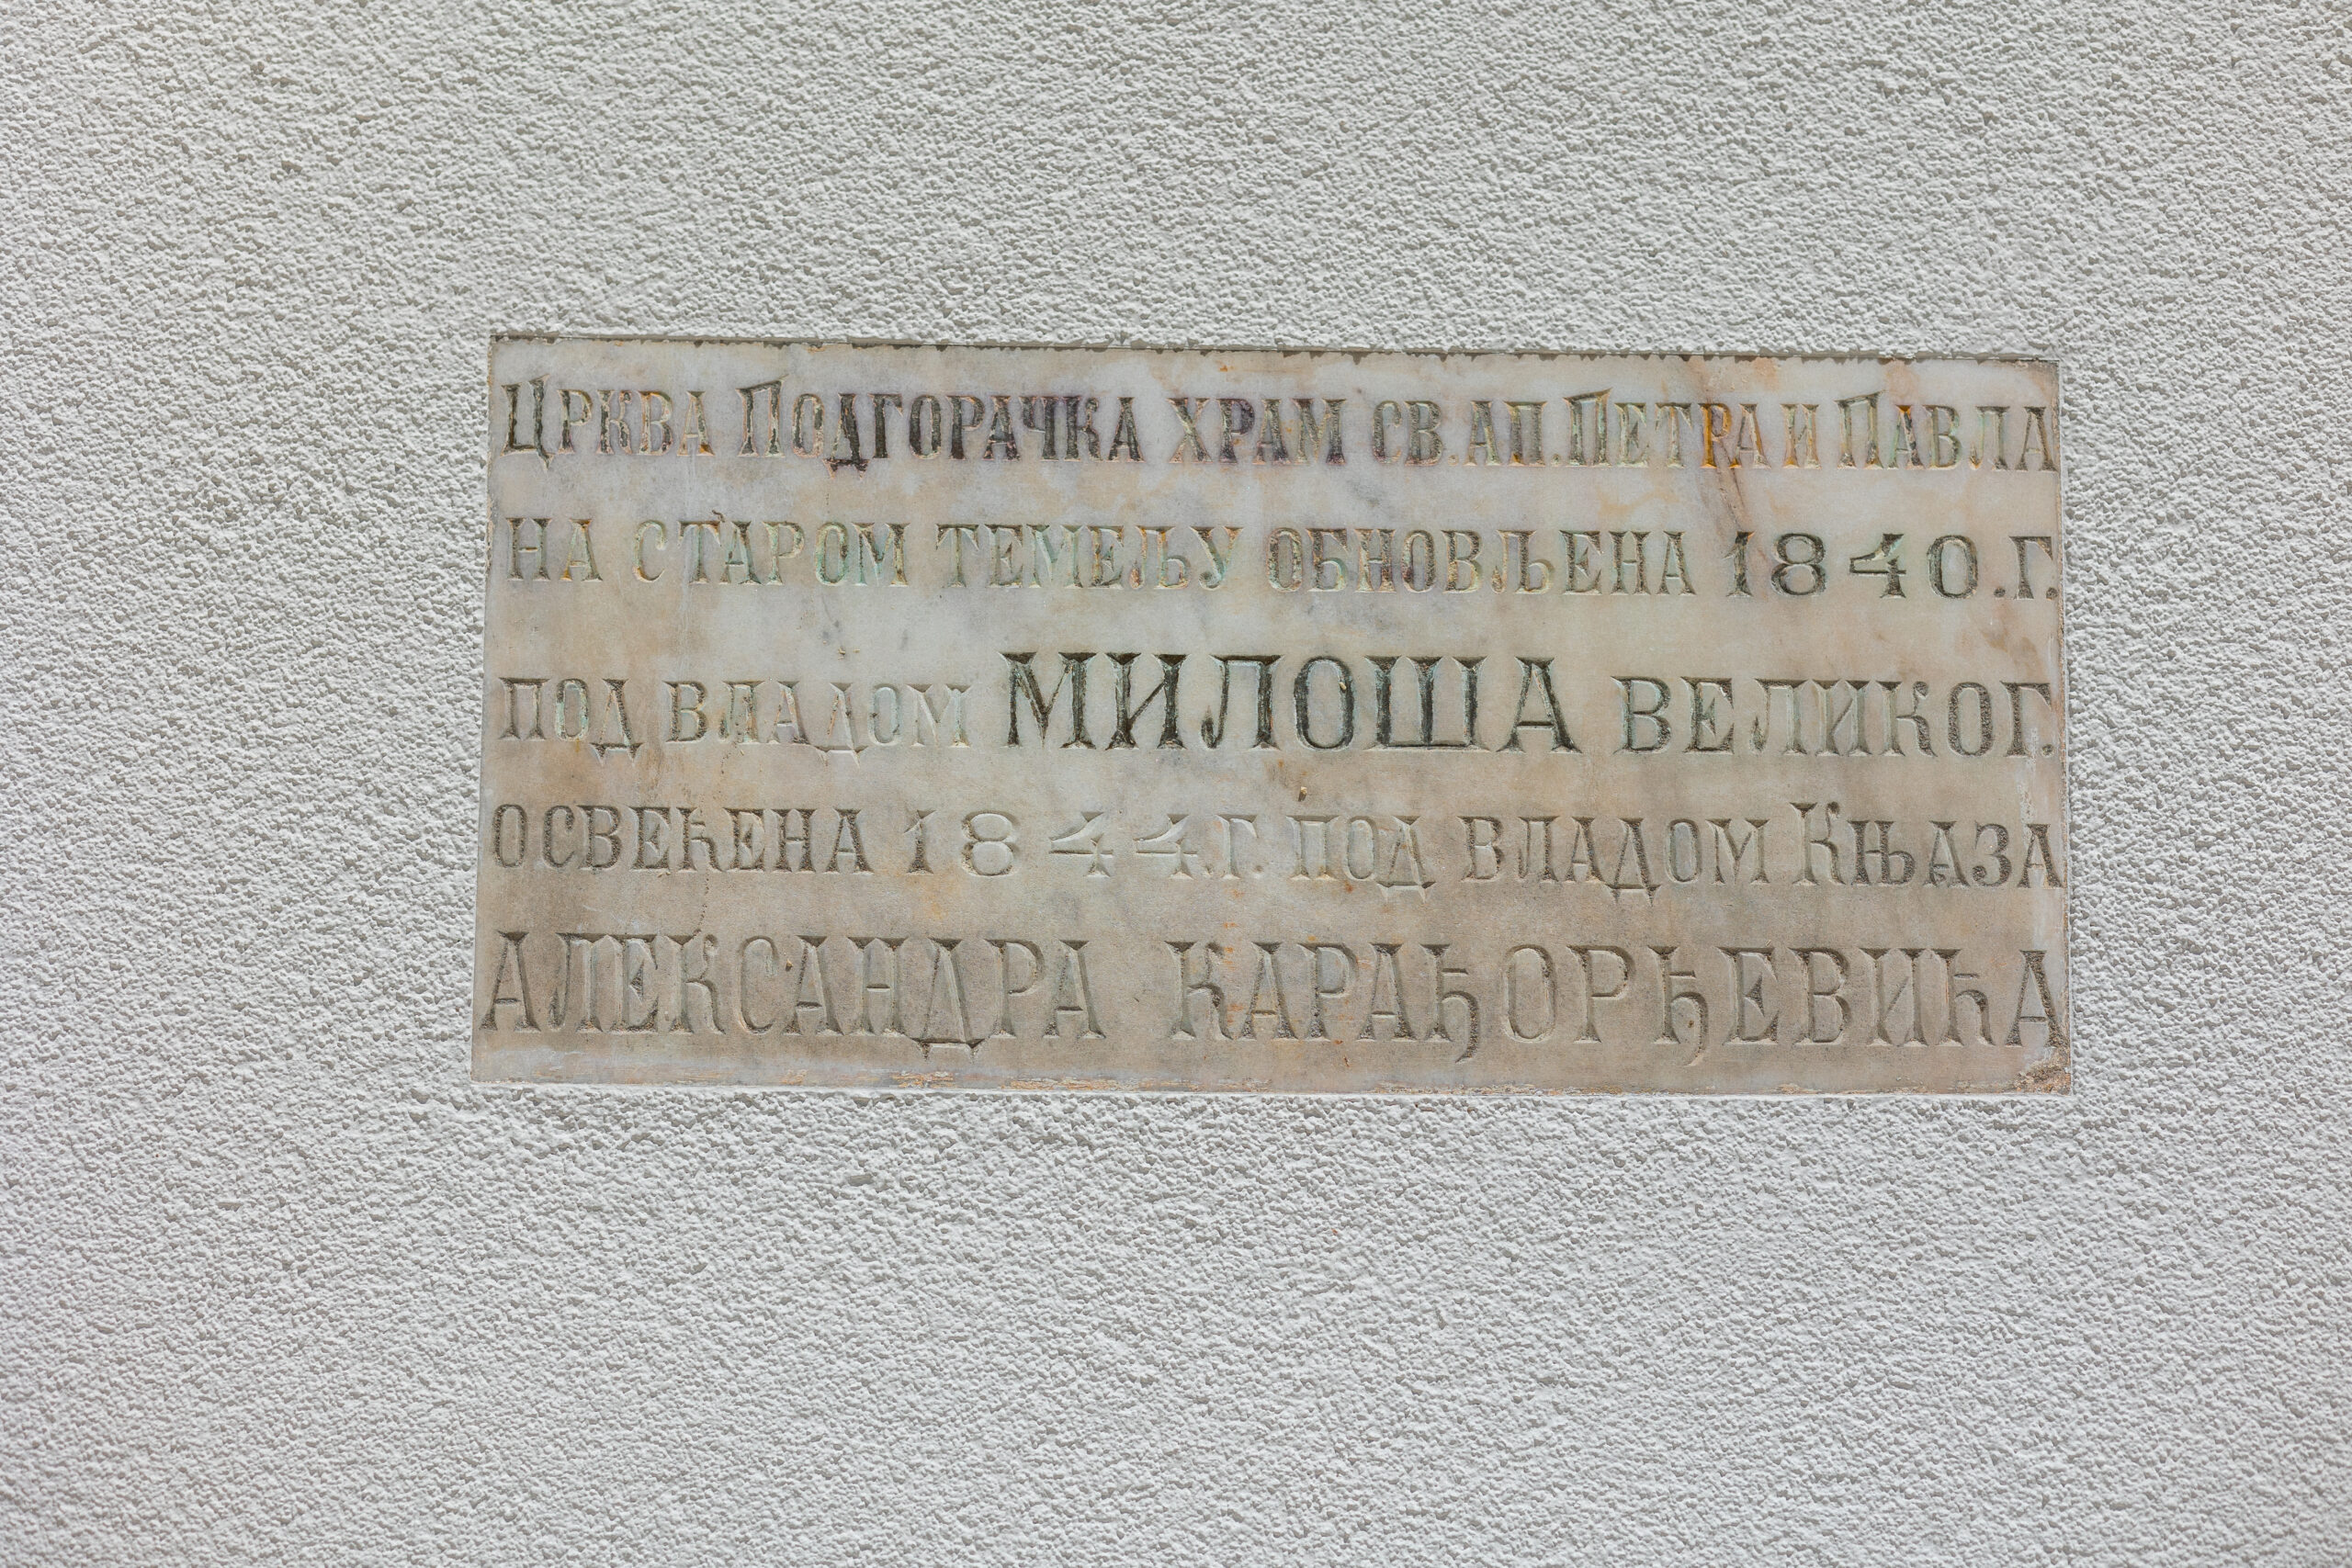 Црква Подгорачка храм св. ап. Петра и Павла
на старом темељу обновљена 1840. г.
под владом МИЛОША ВЕЛИКОГ.
освећена 1844. г. под владом Књаза
АЛЕКСАНДРА КАРАЂОРЂЕВИЋА